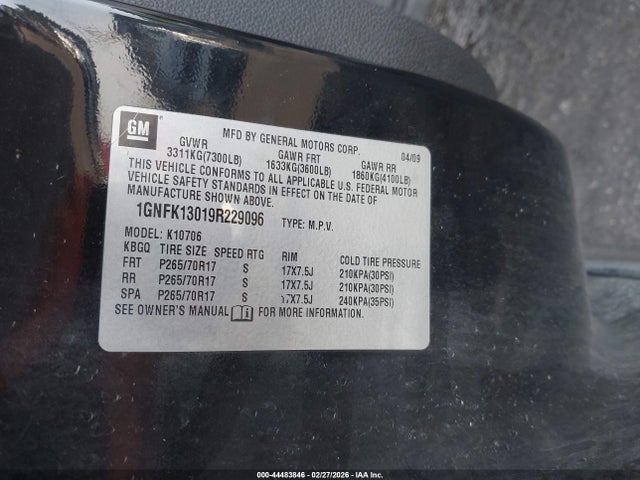 GM
MFD BY GENERAL MOTORS CORP. 04/09
GVWR GAWR FRT GAWR RR
3311KG(7300LB) 1633KG(3600LB) 1860KG(4100LB)
THIS VEHICLE CONFORMS TO ALL APPLICABLE U.S. FEDERAL MOTOR
VEHICLE SAFETY STANDARDS IN EFFECT ON THE DATE OF
MANUFACTURE SHOWN ABOVE.
1GNFK13019R229096 TYPE: M.P.V.
MODEL: K10706
KBGQ TIRE SIZE SPEED RTG RIM COLD TIRE PRESSURE
FRT P265/70R17 S 17X7.5J 210KPA(30PSI)
RR P265/70R17 S 17X7.5J 210KPA(30PSI)
SPA P265/70R17 S 17X7.5J 240KPA(35PSI)
SEE OWNER'S MANUAL FOR MORE INFORMATION.
000-44483846 - 02/27/2026 - IAA Inc.